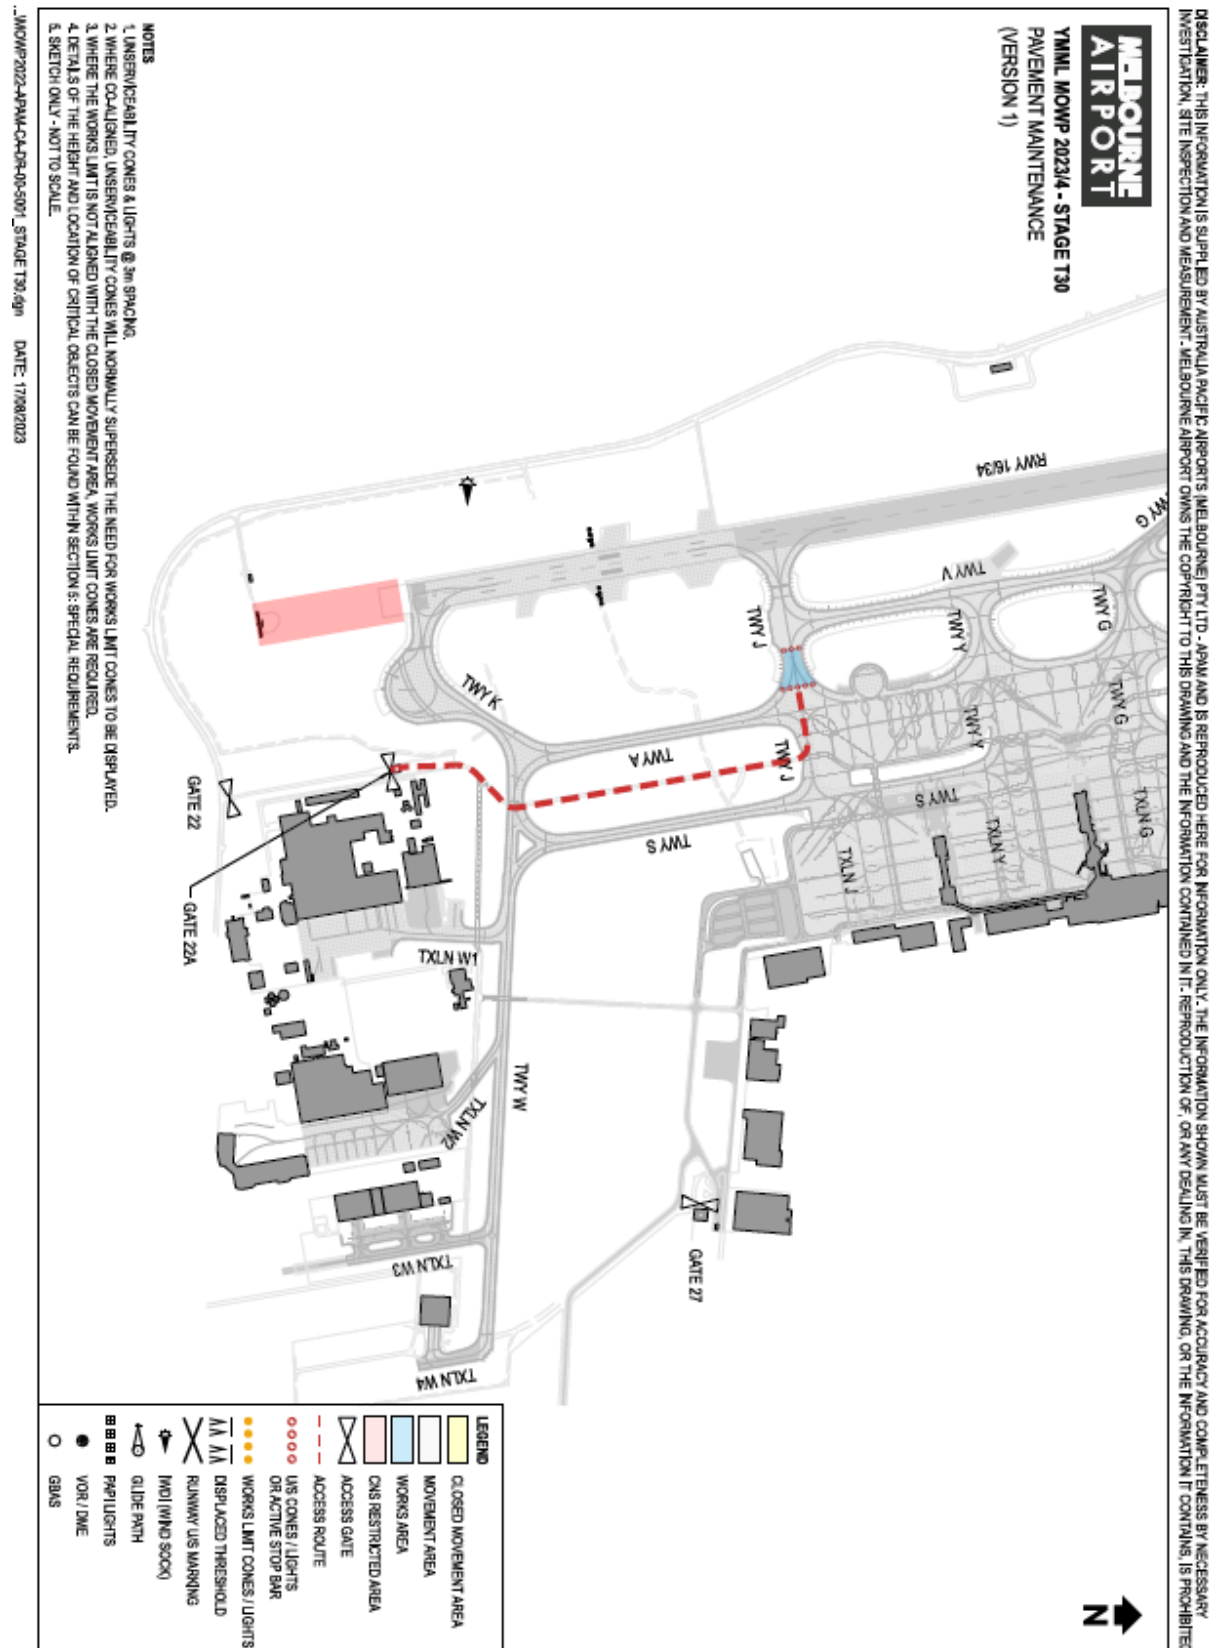 DISCLAIMER: THIS INFORMATION IS SUPPLIED BY AUSTRALIA PACIFIC AIRPORTS (MELBOURNE) PTY LTD - APAM AND IS REPRODUCED HERE FOR INFORMATION ONLY. THE INFORMATION SHOWN MUST BE VERIFIED FOR ACCURACY AND COMPLETENESS BY NECESSARY
INVESTIGATION, SITE INSPECTION AND MEASUREMENT. MELBOURNE AIRPORT OWNS THE COPYRIGHT TO THIS DRAWING AND THE INFORMATION CONTAINED IN IT. REPRODUCTION OF, OR ANY DEALING IN, THIS DRAWING, OR THE INFORMATION IT CONTAINS, IS PROHIBITED
MELBOURNE
AIRPORT
YMML MOWP 2023/4 - STAGE T30
PAVEMENT MAINTENANCE
(VERSION 1)
N
RWY 16/34
TWY G
TWY V
TWY G
TWY J
TWY Y
TWY G
TWY K
TWY Y
TWY A
TWY J
TWY S
TWY S
TXLN G
TXLN Y
TXLN J
GATE 22
GATE 22A
TXLN W1
TWY W
TXLN W2
GATE 27
TXLN W3
TXLN W4
NOTES
1. UNSERVICEABILITY CONES & LIGHTS @ 3m SPACING.
2. WHERE CO-ALIGNED, UNSERVICEABILITY CONES WILL NORMALLY SUPERSEDE THE NEED FOR WORKS LIMIT CONES TO BE DISPLAYED.
3. WHERE THE WORKS LIMIT IS NOT ALIGNED WITH THE CLOSED MOVEMENT AREA, WORKS LIMIT CONES ARE REQUIRED.
4. DETAILS OF THE HEIGHT AND LOCATION OF CRITICAL OBJECTS CAN BE FOUND WITHIN SECTION 5: SPECIAL REQUIREMENTS.
5. SKETCH ONLY - NOT TO SCALE.
LEGEND
CLOSED MOVEMENT AREA
MOVEMENT AREA
WORKS AREA
CNS RESTRICTED AREA
ACCESS GATE
ACCESS ROUTE
U/S CONES / LIGHTS
OR ACTIVE STOP BAR
WORKS LIMIT CONES / LIGHTS
DISPLACED THRESHOLD
RUNWAY U/S MARKING
IWDI (WIND SOCK)
GLIDE PATH
PAPI LIGHTS
VOR / DME
GBAS
...\MOWP2022-APAM-CA-DR-00-5001_STAGE T30.dgn DATE: 17/08/2023